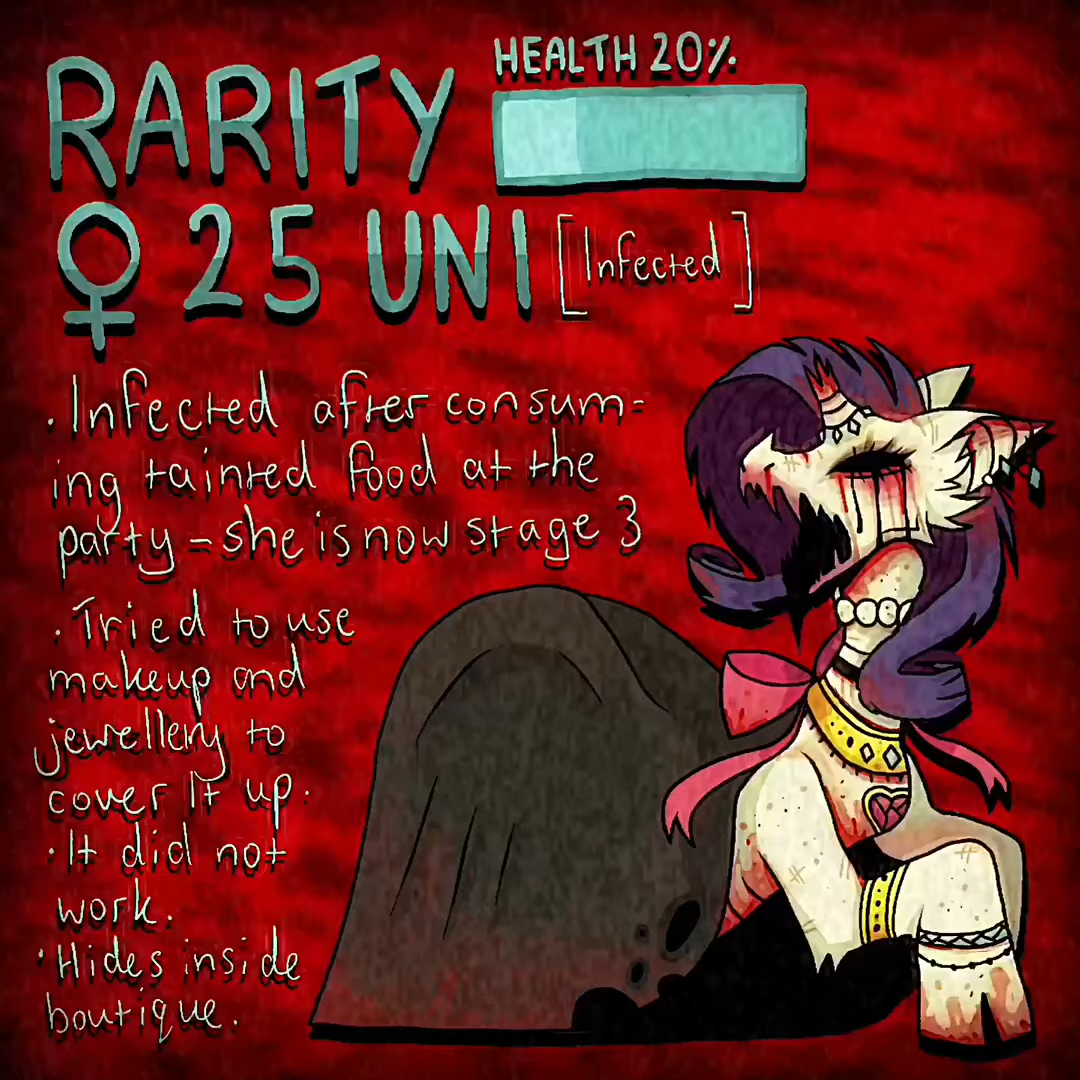 RARITY
HEALTH 20%
♀ 25 UNI [Infected]
· Infected after consum=
ing tainted food at the
party - she is now stage 3
· Tried to use
makeup and
jewellery to
cover it up.
· It did not
work.
· Hides inside
boutique.